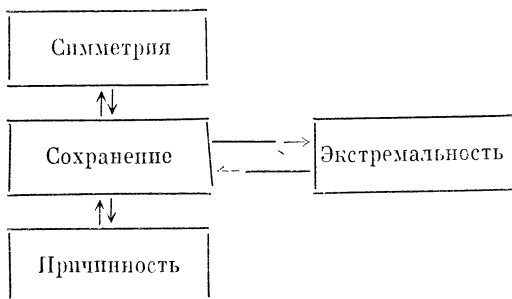 Симметрия
Сохранение
Экстремальность
Причинность